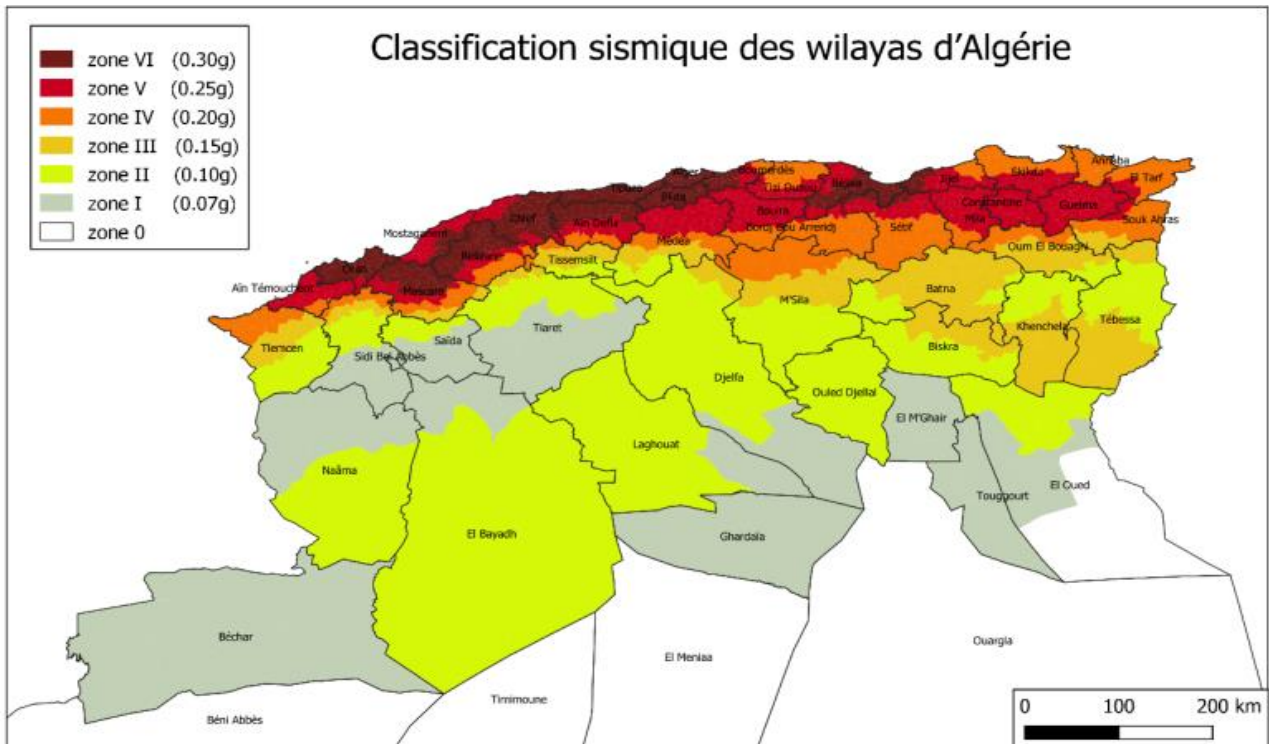 Classification sismique des wilayas d'Algérie
zone VI (0.30g)
zone V (0.25g)
zone IV (0.20g)
zone III (0.15g)
zone II (0.10g)
zone I (0.07g)
zone 0
Annaba
Skikda
El Tarf
Boumerdès
Tizi Ouzou
Constantine
Guelma
Mila
Bouira
Blida
Chlef
Aïn Defla
Mostaganem
Souk Ahras
Sétif
Bordj Bou Arreridj
Médéa
Oum El Bouaghi
Relizane
Tissemsilt
Oran
Aïn Témouchent
Mascara
Batna
M'Sila
Khenchela
Tébessa
Tiaret
Saïda
Tlemcen
Sidi Bel Abbès
Biskra
Djelfa
Ouled Djellal
El M'Ghair
Laghouat
Naâma
El Oued
Touggourt
El Bayadh
Ghardaïa
Béchar
El Meniaa
Ouargla
Timimoune
Béni Abbès
0 100 200 km